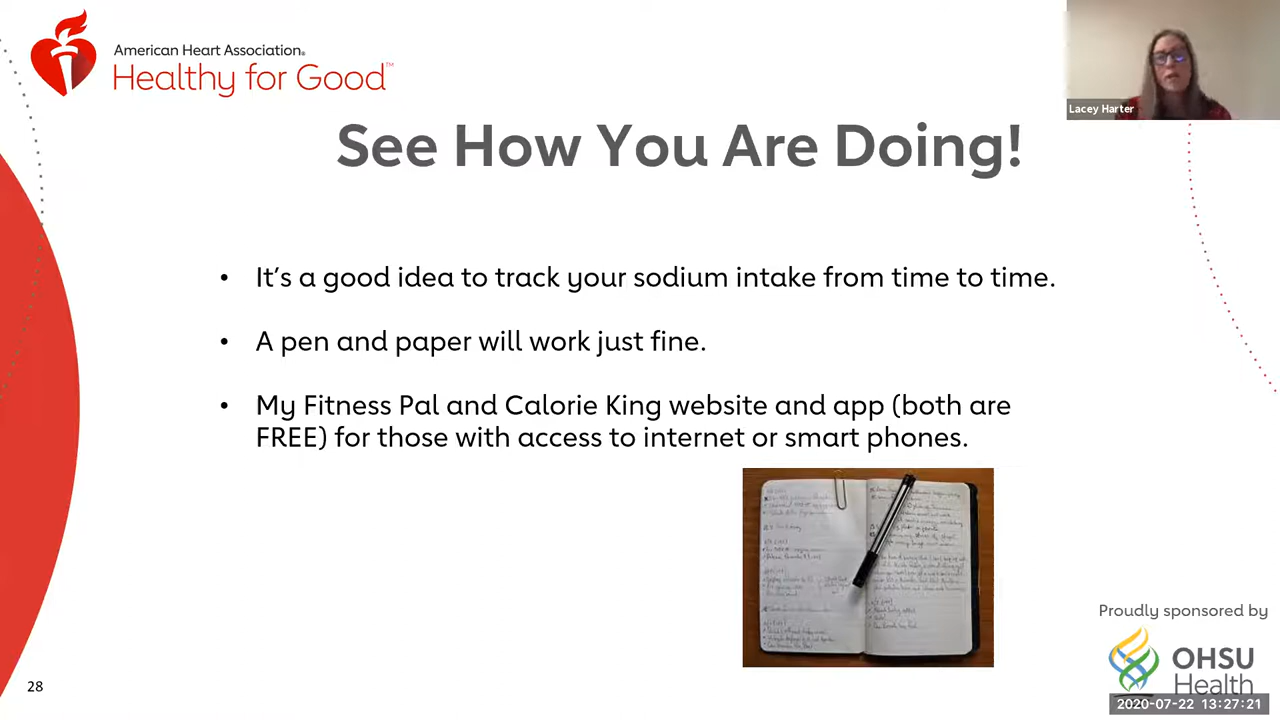 American Heart Association®
Healthy for Good™
Lacey Harter
See How You Are Doing!
• It's a good idea to track your sodium intake from time to time.
• A pen and paper will work just fine.
• My Fitness Pal and Calorie King website and app (both are
FREE) for those with access to internet or smart phones.
Proudly sponsored by
OHSU
Health
28
2020-07-22 13:27:21